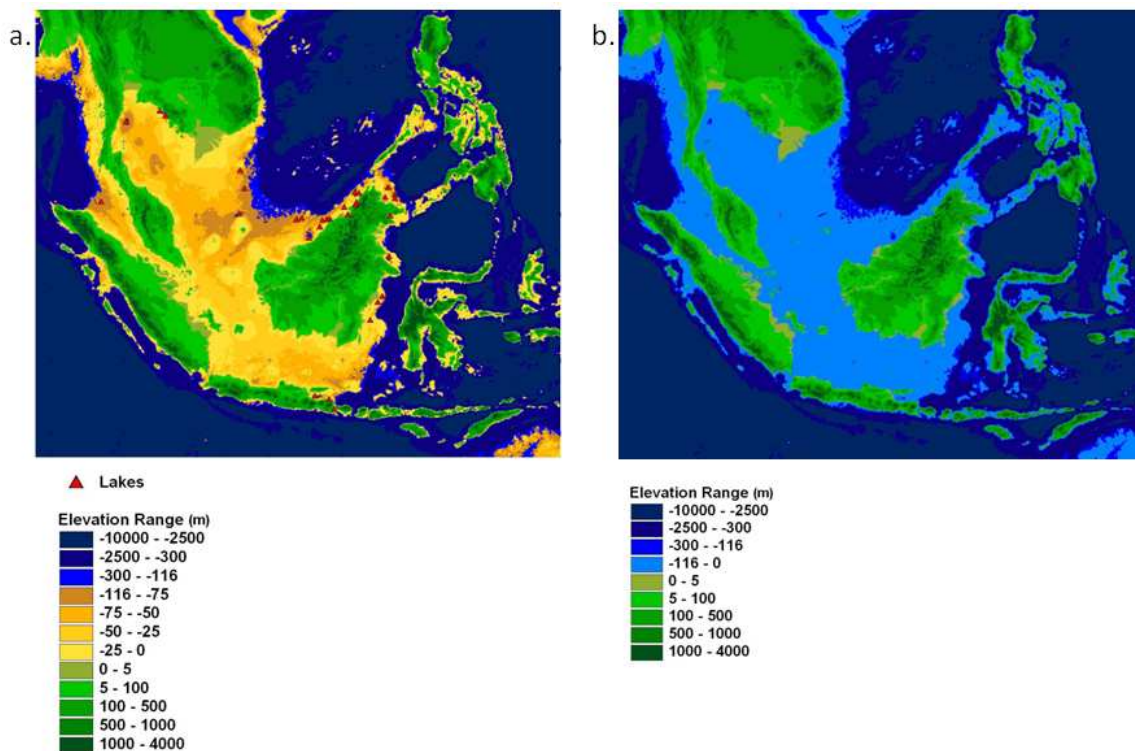 a.
b.
Lakes
Elevation Range (m)
-10000 - -2500
-2500 - -300
-300 - -116
-116 - -75
-75 - -50
-50 - -25
-25 - 0
0 - 5
5 - 100
100 - 500
500 - 1000
1000 - 4000
Elevation Range (m)
-10000 - -2500
-2500 - -300
-300 - -116
-116 - 0
0 - 5
5 - 100
100 - 500
500 - 1000
1000 - 4000